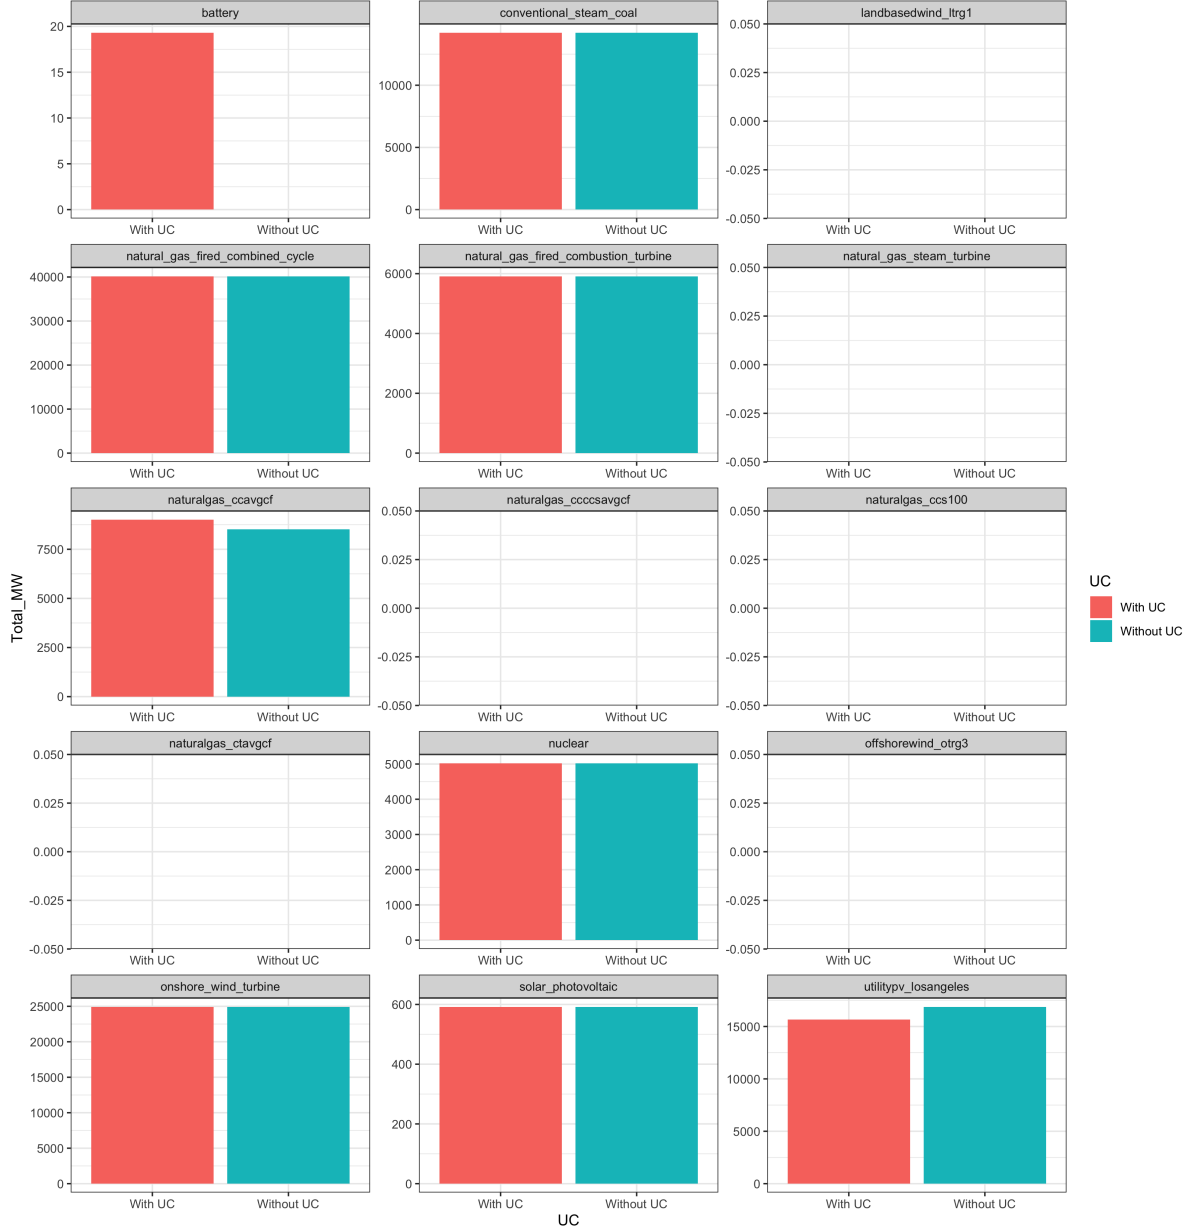 battery
conventional_steam_coal
landbasedwind_ltrg1
20
15
10
5
0
With UC
Without UC
10000
5000
0
With UC
Without UC
0.050
0.025
0.000
-0.025
-0.050
With UC
Without UC
natural_gas_fired_combined_cycle
natural_gas_fired_combustion_turbine
natural_gas_steam_turbine
40000
30000
20000
10000
0
With UC
Without UC
6000
4000
2000
0
With UC
Without UC
0.050
0.025
0.000
-0.025
-0.050
With UC
Without UC
naturalgas_ccavgcf
naturalgas_ccccsavgcf
naturalgas_ccs100
7500
5000
2500
0
With UC
Without UC
0.050
0.025
0.000
-0.025
-0.050
With UC
Without UC
0.050
0.025
0.000
-0.025
-0.050
With UC
Without UC
naturalgas_ctavgcf
nuclear
offshorewind_otrg3
0.050
0.025
0.000
-0.025
-0.050
With UC
Without UC
5000
4000
3000
2000
1000
0
With UC
Without UC
0.050
0.025
0.000
-0.025
-0.050
With UC
Without UC
onshore_wind_turbine
solar_photovoltaic
utilitypv_losangeles
25000
20000
15000
10000
5000
0
With UC
Without UC
600
400
200
0
With UC
Without UC
15000
10000
5000
0
With UC
Without UC
Total_MW
UC
UC
With UC
Without UC